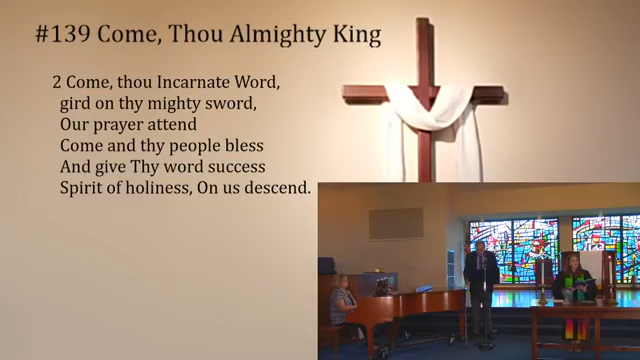 #139 Come, Thou Almighty King
2 Come, thou Incarnate Word,
gird on thy mighty sword,
Our prayer attend
Come and thy people bless
And give Thy word success
Spirit of holiness, On us descend.